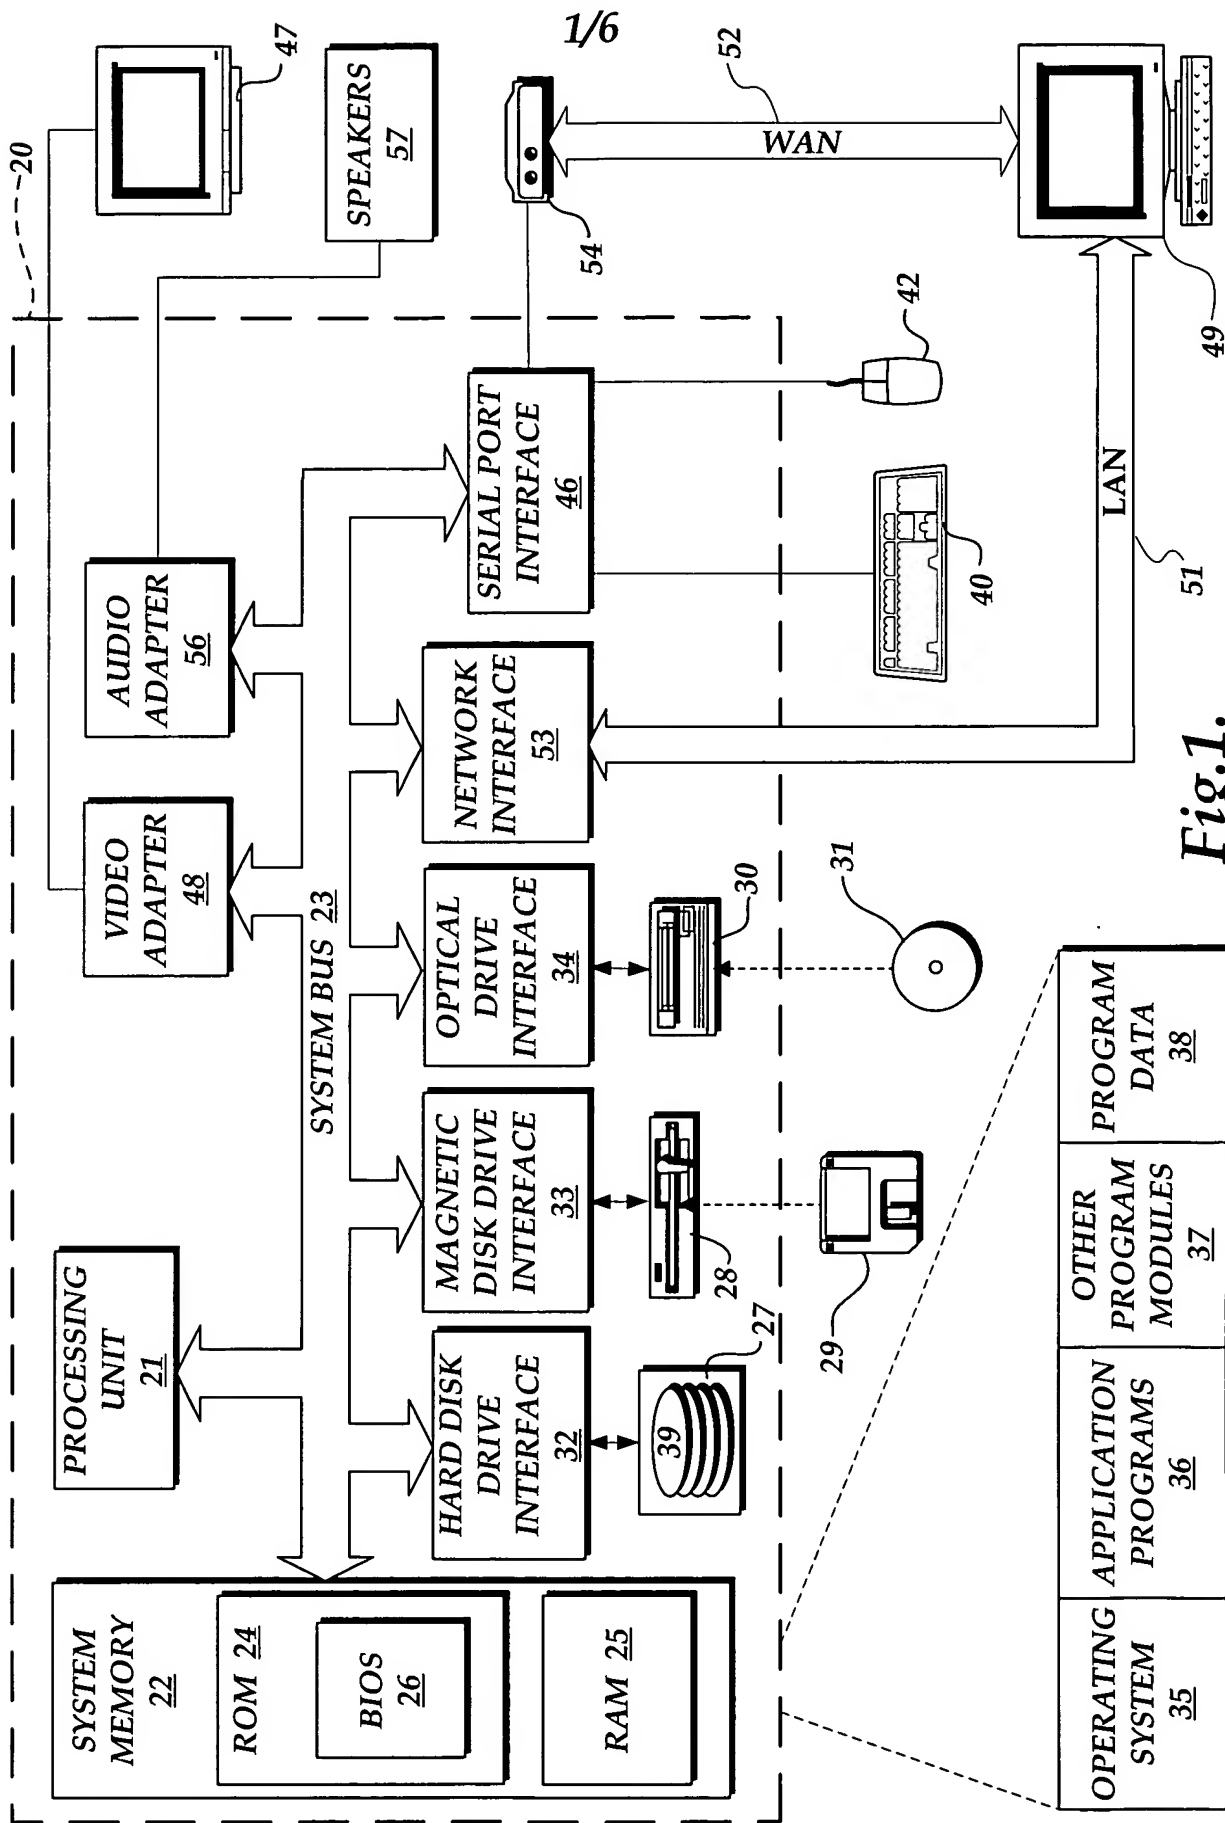 1/6
20
SYSTEM
MEMORY
22
ROM 24
BIOS
26
RAM 25
PROCESSING
UNIT
21
VIDEO
ADAPTER
48
AUDIO
ADAPTER
56
47
SPEAKERS
57
SYSTEM BUS 23
HARD DISK
DRIVE
INTERFACE
32
MAGNETIC
DISK DRIVE
INTERFACE
33
OPTICAL
DRIVE
INTERFACE
34
NETWORK
INTERFACE
53
SERIAL PORT
INTERFACE
46
54
52
WAN
39
27
28
30
29
31
40
42
LAN
51
49
OPERATING
SYSTEM
35
APPLICATION
PROGRAMS
36
OTHER
PROGRAM
MODULES
37
PROGRAM
DATA
38
Fig.1.